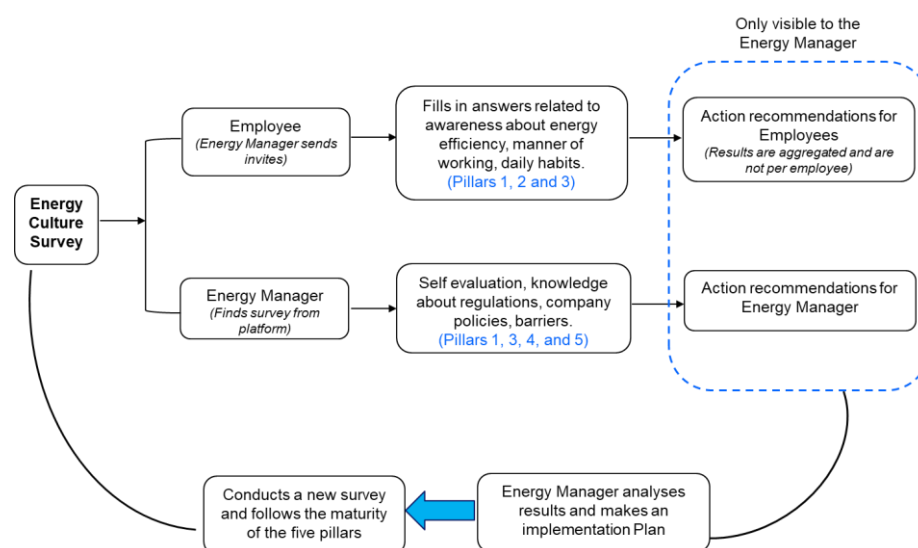 Only visible to the
Energy Manager
Employee
(Energy Manager sends
invites)
Fills in answers related to
awareness about energy
efficiency, manner of
working, daily habits.
(Pillars 1, 2 and 3)
Action recommendations for
Employees
(Results are aggregated and are
not per employee)
Energy
Culture
Survey
Energy Manager
(Finds survey from
platform)
Self evaluation, knowledge
about regulations, company
policies, barriers.
(Pillars 1, 3, 4, and 5)
Action recommendations for
Energy Manager
Conducts a new survey
and follows the maturity
of the five pillars
Energy Manager analyses
results and makes an
implementation Plan